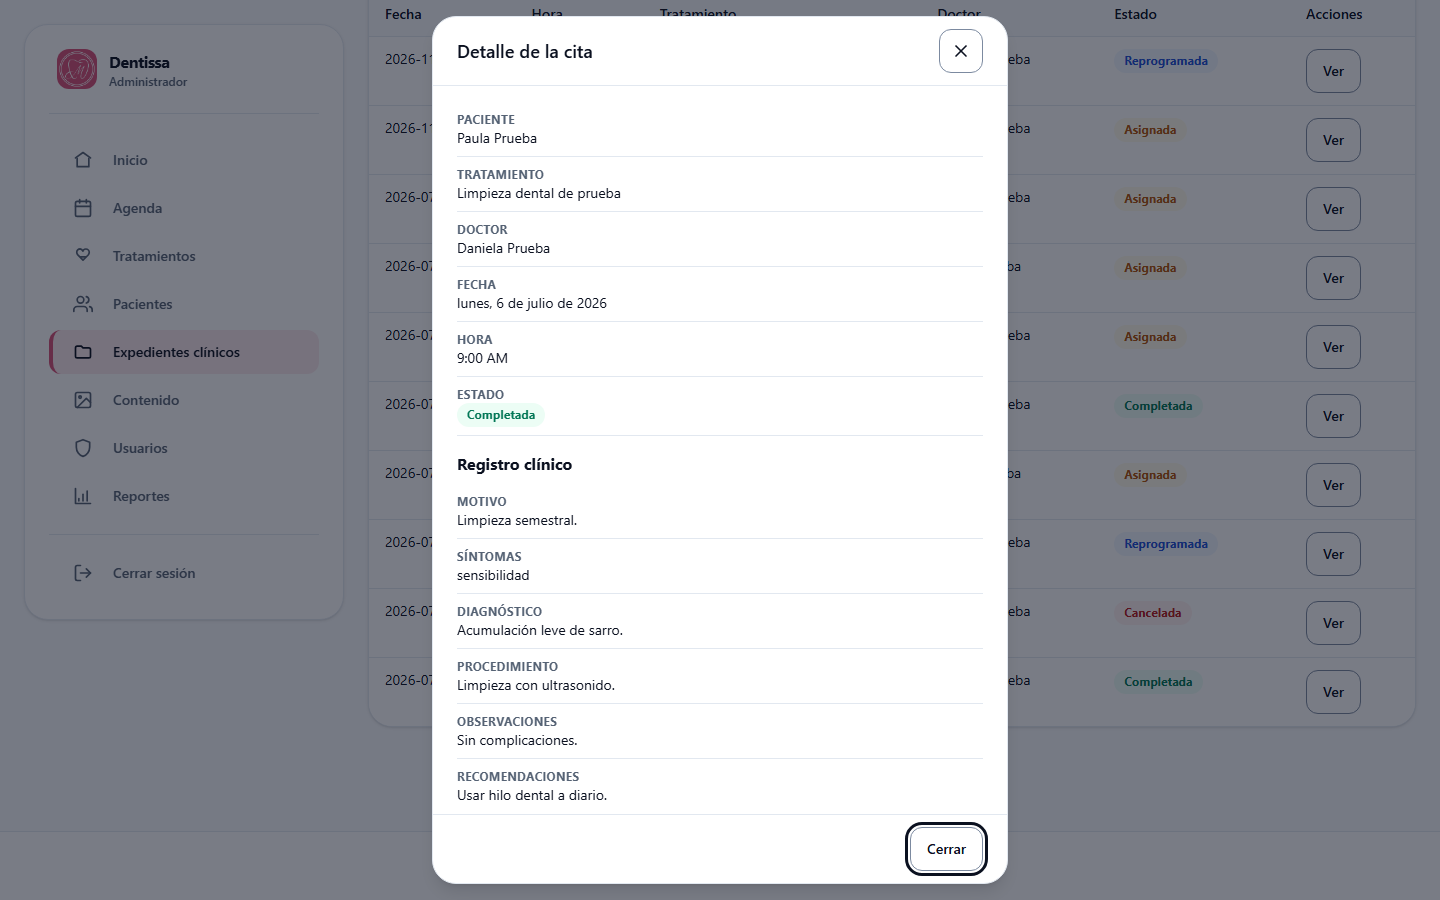 Dentissa
Administrador
Inicio
Agenda
Tratamientos
Pacientes
Expedientes clínicos
Contenido
Usuarios
Reportes
Cerrar sesión
Fecha Hora Tratamiento Doctor Estado Acciones
Reprogramada Ver
Asignada Ver
Asignada Ver
Asignada Ver
Asignada Ver
Completada Ver
Asignada Ver
Reprogramada Ver
Cancelada Ver
Completada Ver
Detalle de la cita
PACIENTE
Paula Prueba
TRATAMIENTO
Limpieza dental de prueba
DOCTOR
Daniela Prueba
FECHA
lunes, 6 de julio de 2026
HORA
9:00 AM
ESTADO
Completada
Registro clínico
MOTIVO
Limpieza semestral.
SÍNTOMAS
sensibilidad
DIAGNÓSTICO
Acumulación leve de sarro.
PROCEDIMIENTO
Limpieza con ultrasonido.
OBSERVACIONES
Sin complicaciones.
RECOMENDACIONES
Usar hilo dental a diario.
Cerrar